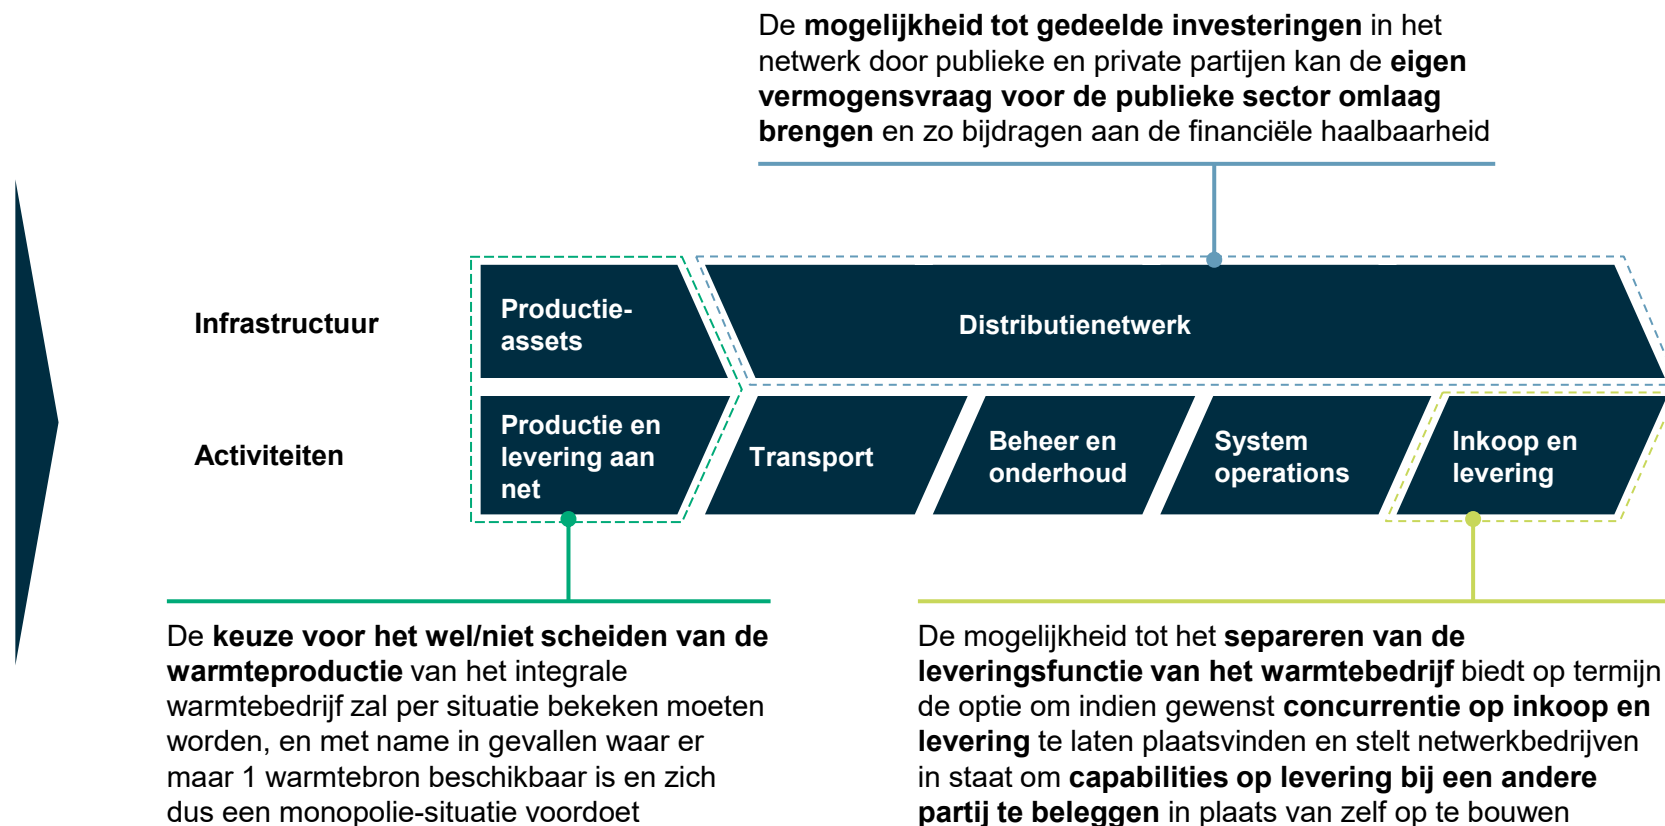 De mogelijkheid tot gedeelde investeringen in het
netwerk door publieke en private partijen kan de eigen
vermogensvraag voor de publieke sector omlaag
brengen en zo bijdragen aan de financiële haalbaarheid
Infrastructuur
Productie-
assets
Distributienetwerk
Activiteiten
Productie en
levering aan
net
Transport
Beheer en
onderhoud
System
operations
Inkoop en
levering
De keuze voor het wel/niet scheiden van de
warmteproductie van het integrale
warmtebedrijf zal per situatie bekeken moeten
worden, en met name in gevallen waar er
maar 1 warmtebron beschikbaar is en zich
dus een monopolie-situatie voordoet
De mogelijkheid tot het separeren van de
leveringsfunctie van het warmtebedrijf biedt op termijn
de optie om indien gewenst concurrentie op inkoop en
levering te laten plaatsvinden en stelt netwerkbedrijven
in staat om capabilities op levering bij een andere
partij te beleggen in plaats van zelf op te bouwen